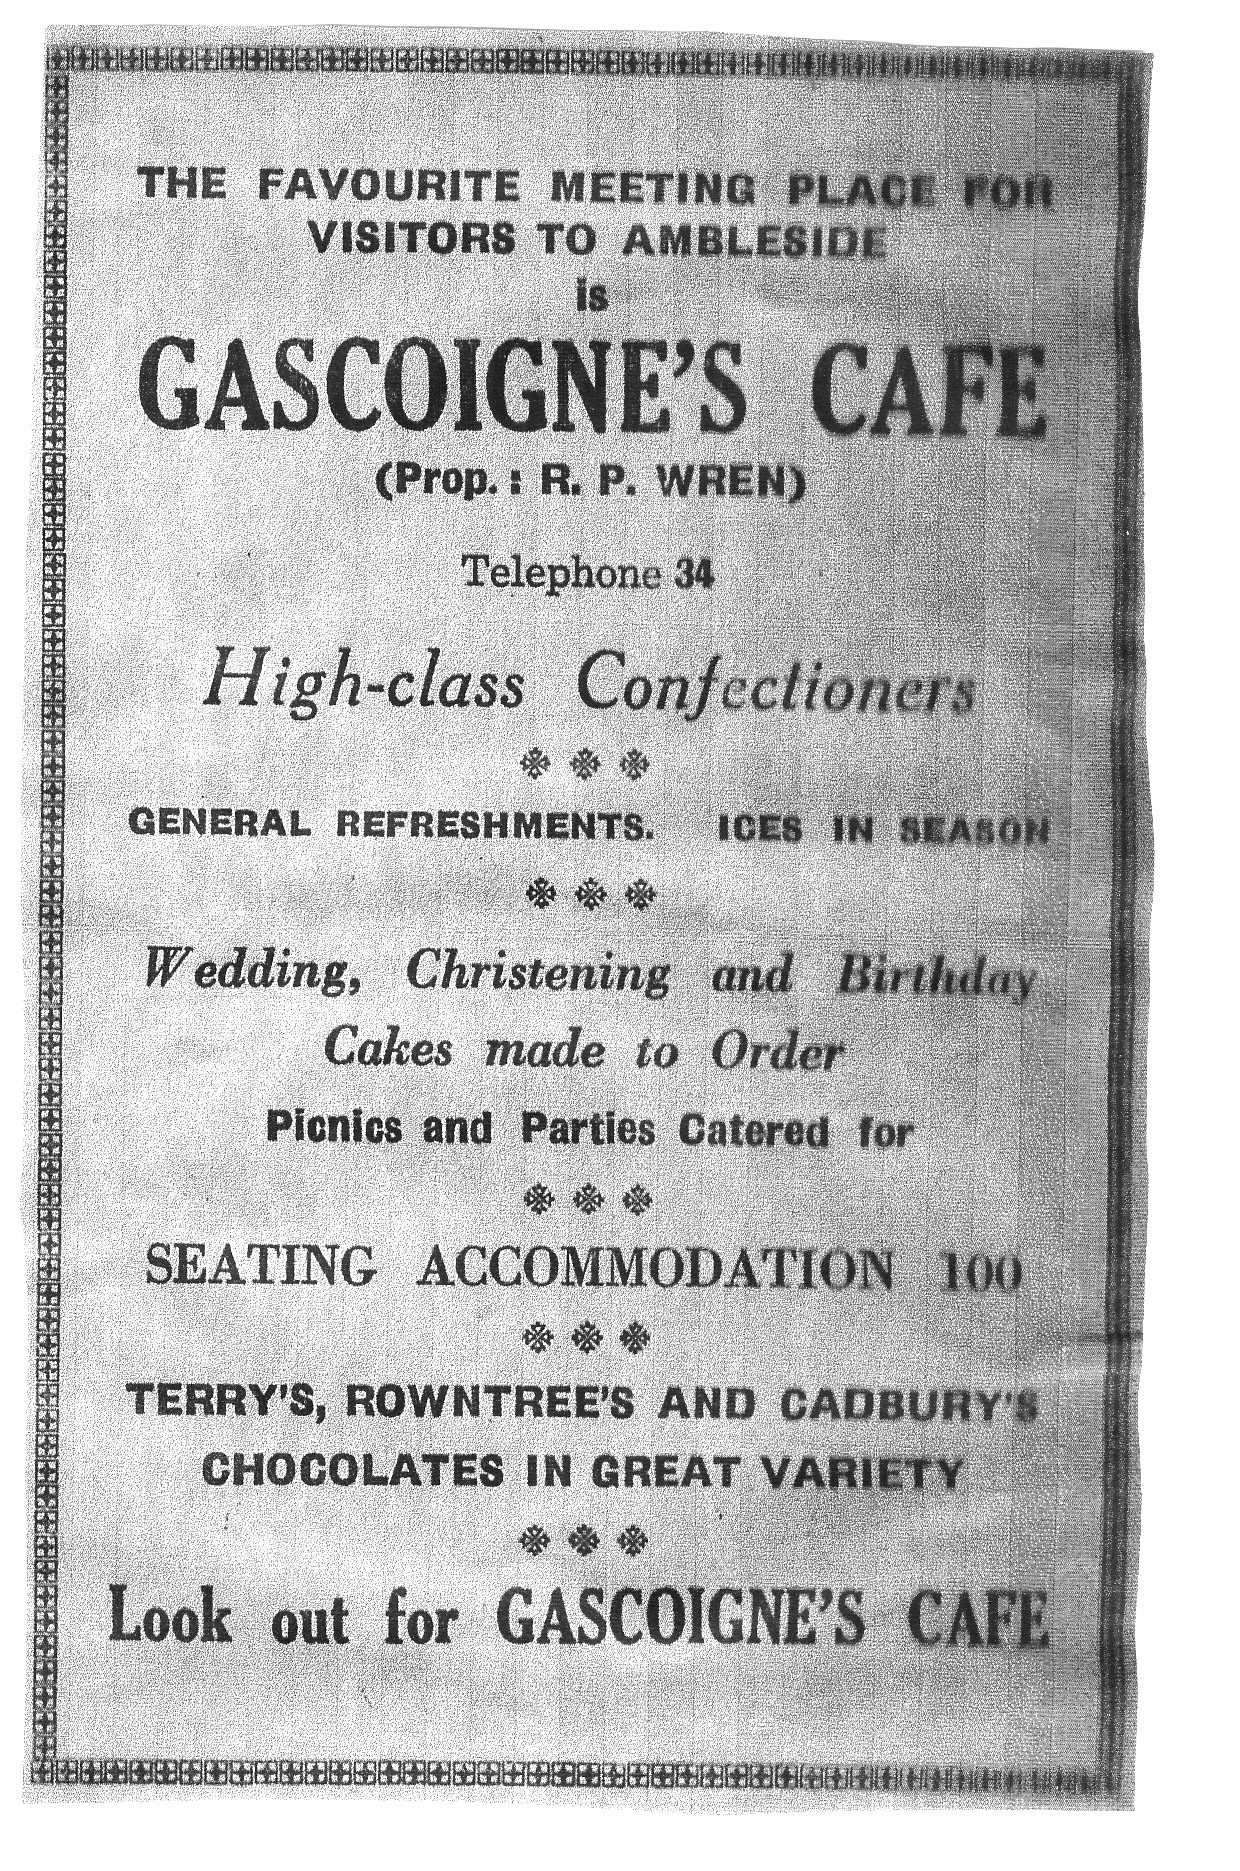 THE FAVOURITE MEETING PLACE FOR
VISITORS TO AMBLESIDE
is
GASCOIGNE'S CAFE
(Prop. : R. P. WREN)
Telephone 34
High-class Confectioners
GENERAL REFRESHMENTS. ICES IN SEASON
Wedding, Christening and Birthday
Cakes made to Order
Picnics and Parties Catered for
SEATING ACCOMMODATION 100
TERRY'S, ROWNTREE'S AND CADBURY'S
CHOCOLATES IN GREAT VARIETY
Look out for GASCOIGNE'S CAFE